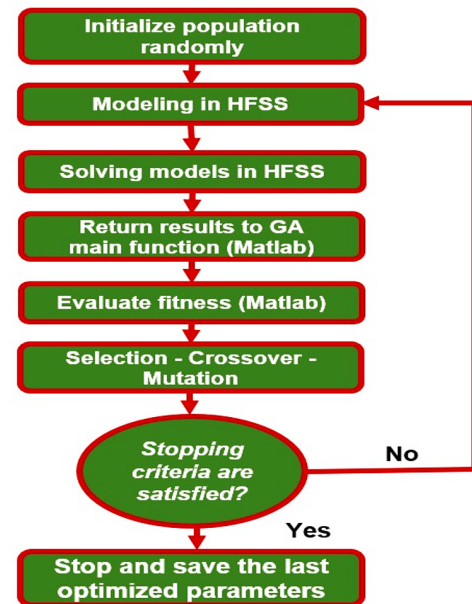 Initialize population
randomly
Modeling in HFSS
Solving models in HFSS
Return results to GA
main function (Matlab)
Evaluate fitness (Matlab)
Selection - Crossover -
Mutation
Stopping
criteria are
satisfied?
No
Yes
Stop and save the last
optimized parameters